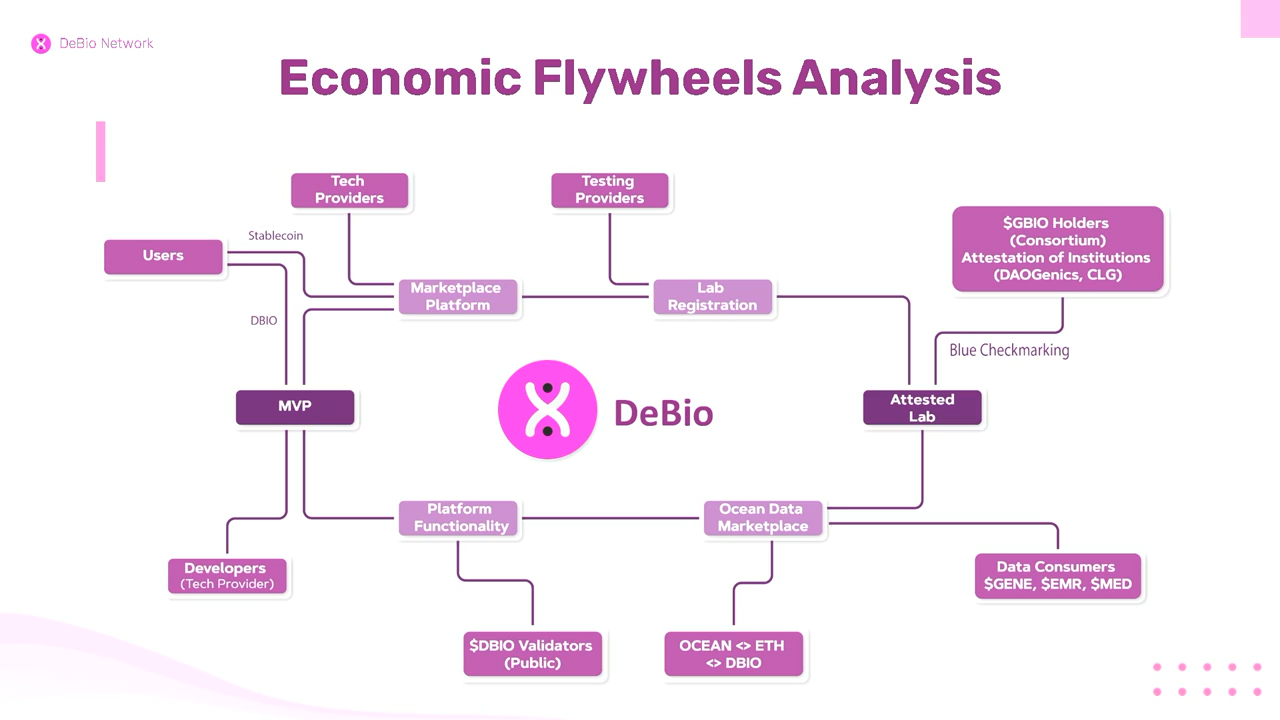 DeBio Network
Economic Flywheels Analysis
Tech
Providers
Testing
Providers
$GBIO Holders
(Consortium)
Attestation of Institutions
(DAOGenics, CLG)
Stablecoin
Users
Marketplace
Platform
Lab
Registration
DBIO
Blue Checkmarking
MVP
DeBio
Attested
Lab
Platform
Functionality
Ocean Data
Marketplace
Developers
(Tech Provider)
Data Consumers
$GENE, $EMR, $MED
$DBIO Validators
(Public)
OCEAN <> ETH
<> DBIO